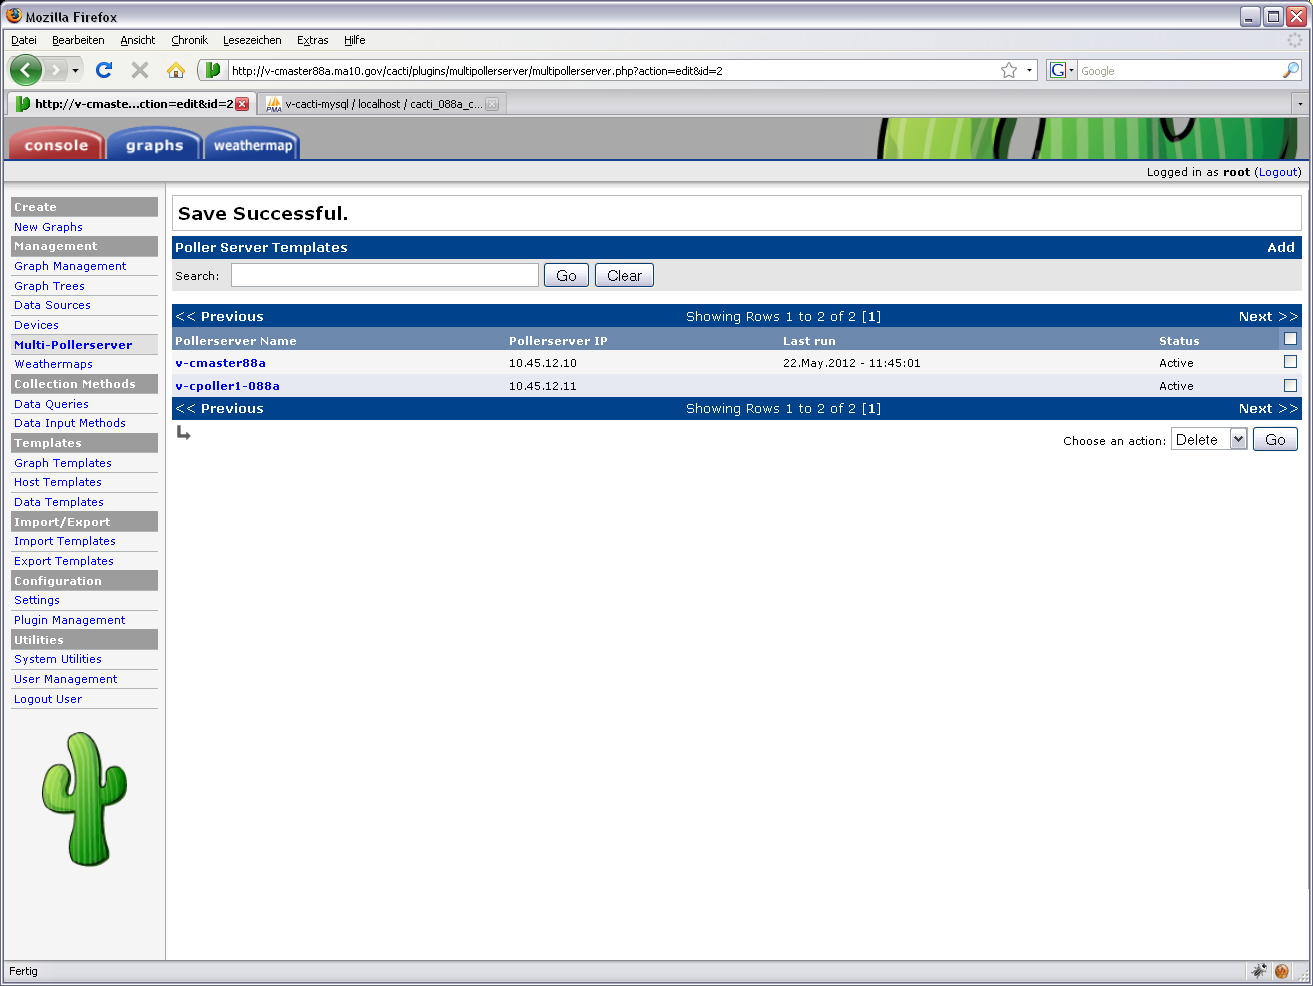 Mozilla Firefox
Datei Bearbeiten Ansicht Chronik Lesezeichen Extras Hilfe
http://v-cmaster88a.ma10.gov/cacti/plugins/multipollerserver/multipollerserver.php?action=edit&id=2
G Google
http://v-cmaste...ction=edit&id=2
PMA v-cacti-mysql / localhost / cacti_088a_c...
console graphs weathermap
Logged in as root (Logout)
Create
New Graphs
Management
Graph Management
Graph Trees
Data Sources
Devices
Multi-Pollerserver
Weathermaps
Collection Methods
Data Queries
Data Input Methods
Templates
Graph Templates
Host Templates
Data Templates
Import/Export
Import Templates
Export Templates
Configuration
Settings
Plugin Management
Utilities
System Utilities
User Management
Logout User
Save Successful.
Poller Server Templates Add
Search: Go Clear
<< Previous Showing Rows 1 to 2 of 2 [1] Next >>
Pollerserver Name Pollerserver IP Last run Status
v-cmaster88a 10.45.12.10 22.May.2012 - 11:45:01 Active
v-cpoller1-088a 10.45.12.11 Active
<< Previous Showing Rows 1 to 2 of 2 [1] Next >>
Choose an action: Delete Go
Fertig